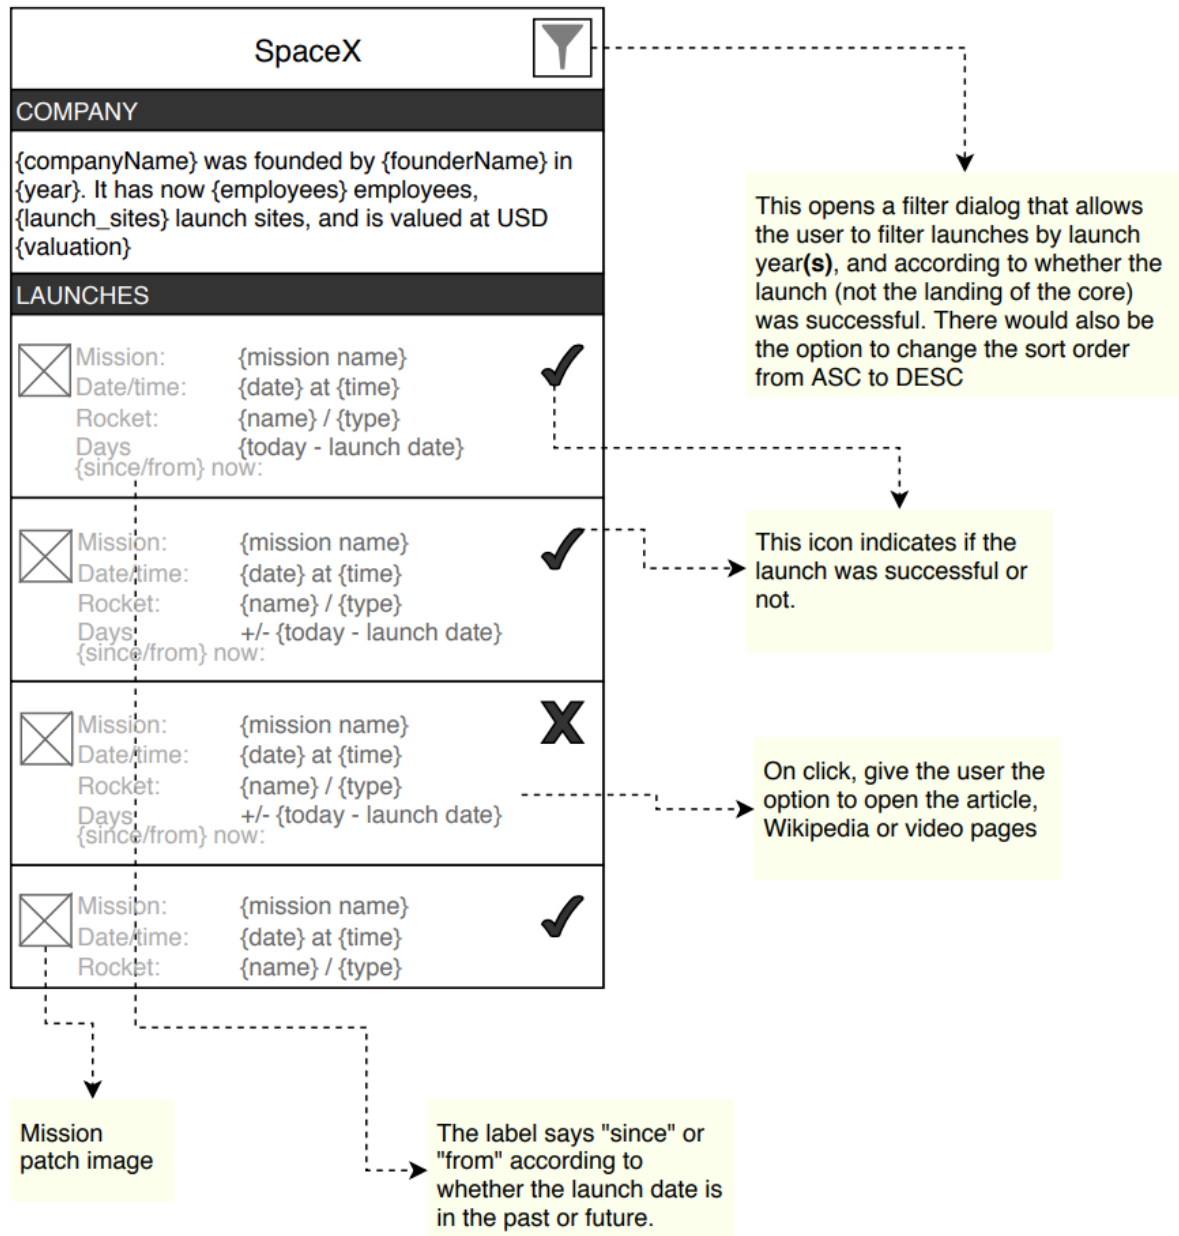 SpaceX
COMPANY
{companyName} was founded by {founderName} in
{year}. It has now {employees} employees,
{launch_sites} launch sites, and is valued at USD
{valuation}
LAUNCHES
Mission: {mission name}
Date/time: {date} at {time}
Rocket: {name} / {type}
Days {today - launch date}
{since/from} now:
Mission: {mission name}
Date/time: {date} at {time}
Rocket: {name} / {type}
Days +/- {today - launch date}
{since/from} now:
Mission: {mission name}
Date/time: {date} at {time}
Rocket: {name} / {type}
Days +/- {today - launch date}
{since/from} now:
Mission: {mission name}
Date/time: {date} at {time}
Rocket: {name} / {type}
This opens a filter dialog that allows
the user to filter launches by launch
year(s), and according to whether the
launch (not the landing of the core)
was successful. There would also be
the option to change the sort order
from ASC to DESC
This icon indicates if the
launch was successful or
not.
On click, give the user the
option to open the article,
Wikipedia or video pages
Mission
patch image
The label says "since" or
"from" according to
whether the launch date is
in the past or future.